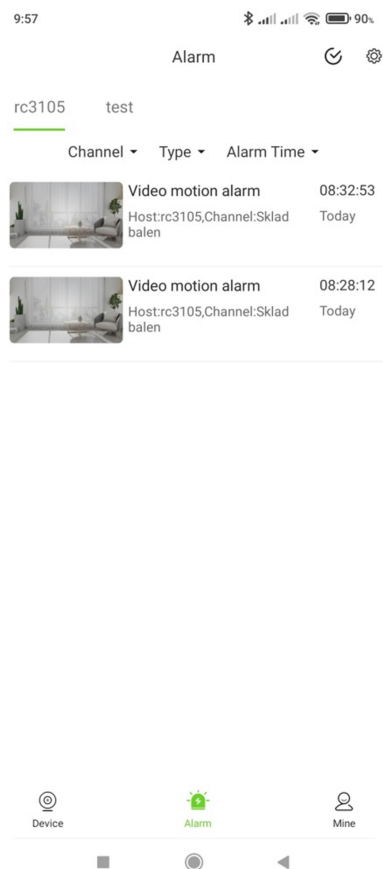 9:57
90%
Alarm
rc3105 test
Channel Type Alarm Time
Video motion alarm 08:32:53
Host:rc3105,Channel:Sklad Today
balen
Video motion alarm 08:28:12
Host:rc3105,Channel:Sklad Today
balen
Device Alarm Mine